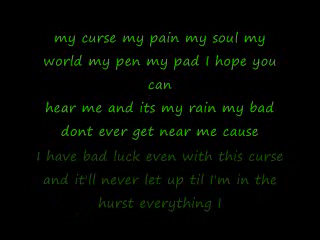 my curse my pain my soul my
world my pen my pad I hope you
can
hear me and its my rain my bad
dont ever get near me cause
I have bad luck even with this curse
and it'll never let up til I'm in the
hurst everything I